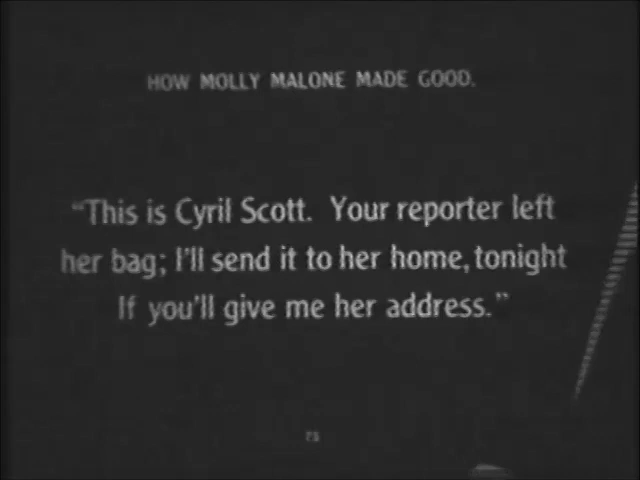 HOW MOLLY MALONE MADE GOOD.
"This is Cyril Scott. Your reporter left
her bag; I'll send it to her home, tonight
If you'll give me her address."